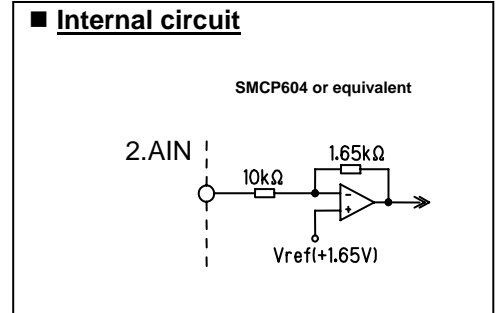 ■ Internal circuit
SMCP604 or equivalent
2.AIN
1.65kΩ
10kΩ
-
+
Vref(+1.65V)